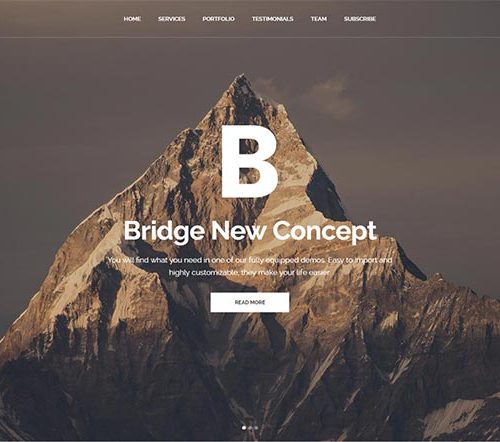 HOME SERVICES PORTFOLIO TESTIMONIALS TEAM SUBSCRIBE
B
Bridge New Concept
You will find what you need in one of our fully equipped demos. Easy to import and
highly customizable, they make your life easier.
READ MORE